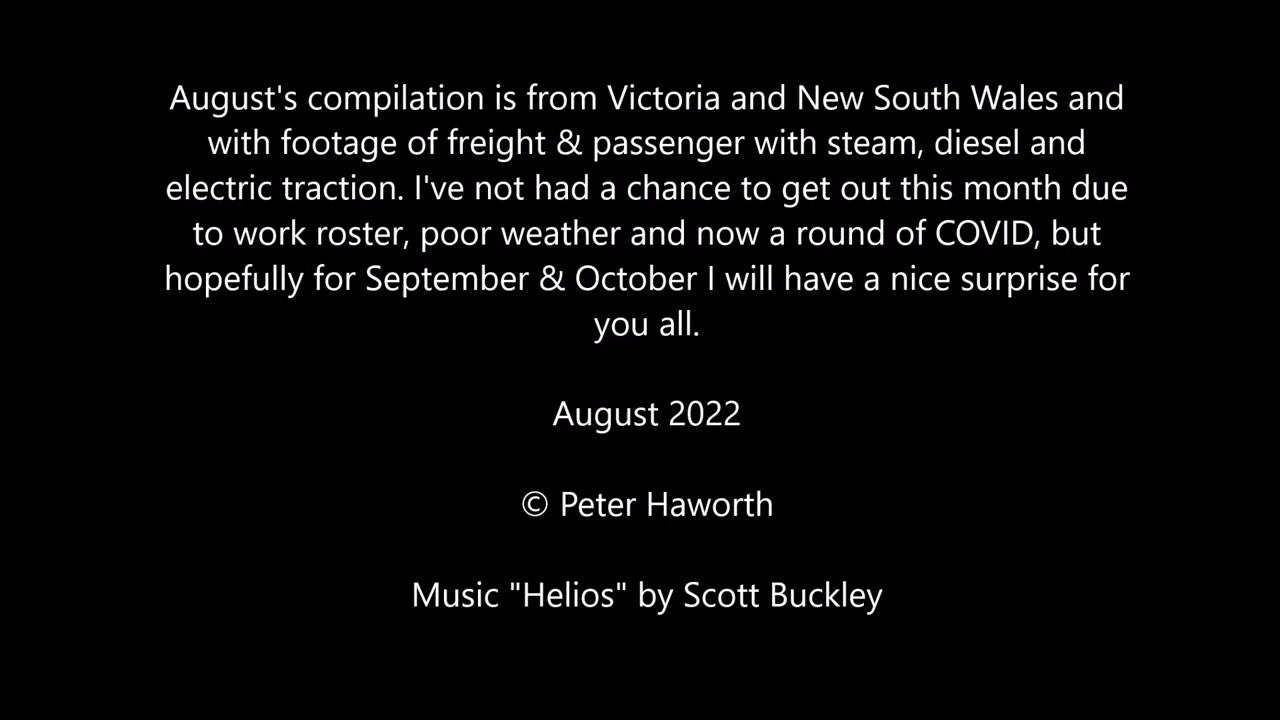 August's compilation is from Victoria and New South Wales and
with footage of freight & passenger with steam, diesel and
electric traction. I've not had a chance to get out this month due
to work roster, poor weather and now a round of COVID, but
hopefully for September & October I will have a nice surprise for
you all.
August 2022
© Peter Haworth
Music "Helios" by Scott Buckley